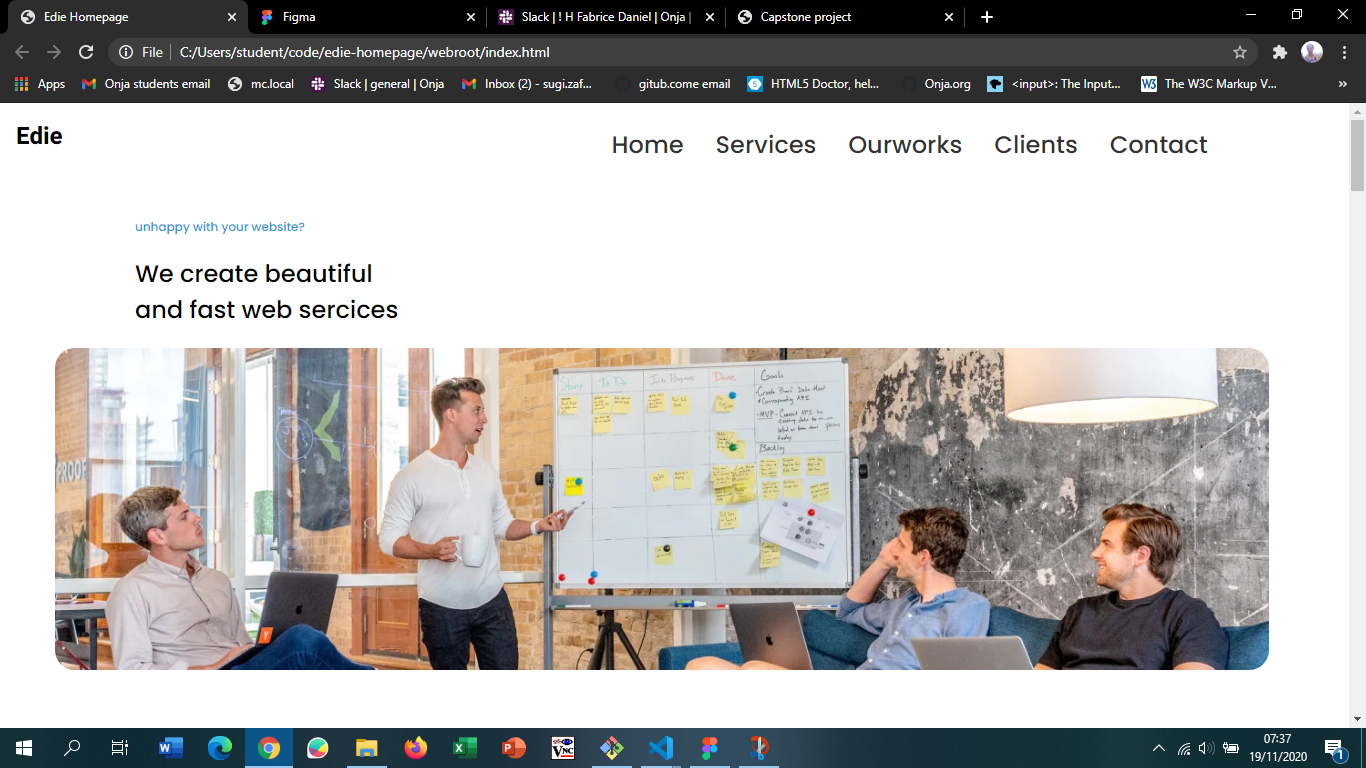 Edie Homepage
Figma
Slack | ! H Fabrice Daniel | Onja |
Capstone project
File
C:/Users/student/code/edie-homepage/webroot/index.html
Apps
Onja students email
mc.local
Slack | general | Onja
Inbox (2) - sugi.zaf...
gitub.come email
HTML5 Doctor, hel...
Onja.org
<input>: The Input...
The W3C Markup V...
»
Edie
Home Services Ourworks Clients Contact
unhappy with your website?
We create beautiful
and fast web sercices
Story To Do In Progress Done Goals
MVP
Backlog
PROOF
07:37
19/11/2020
1